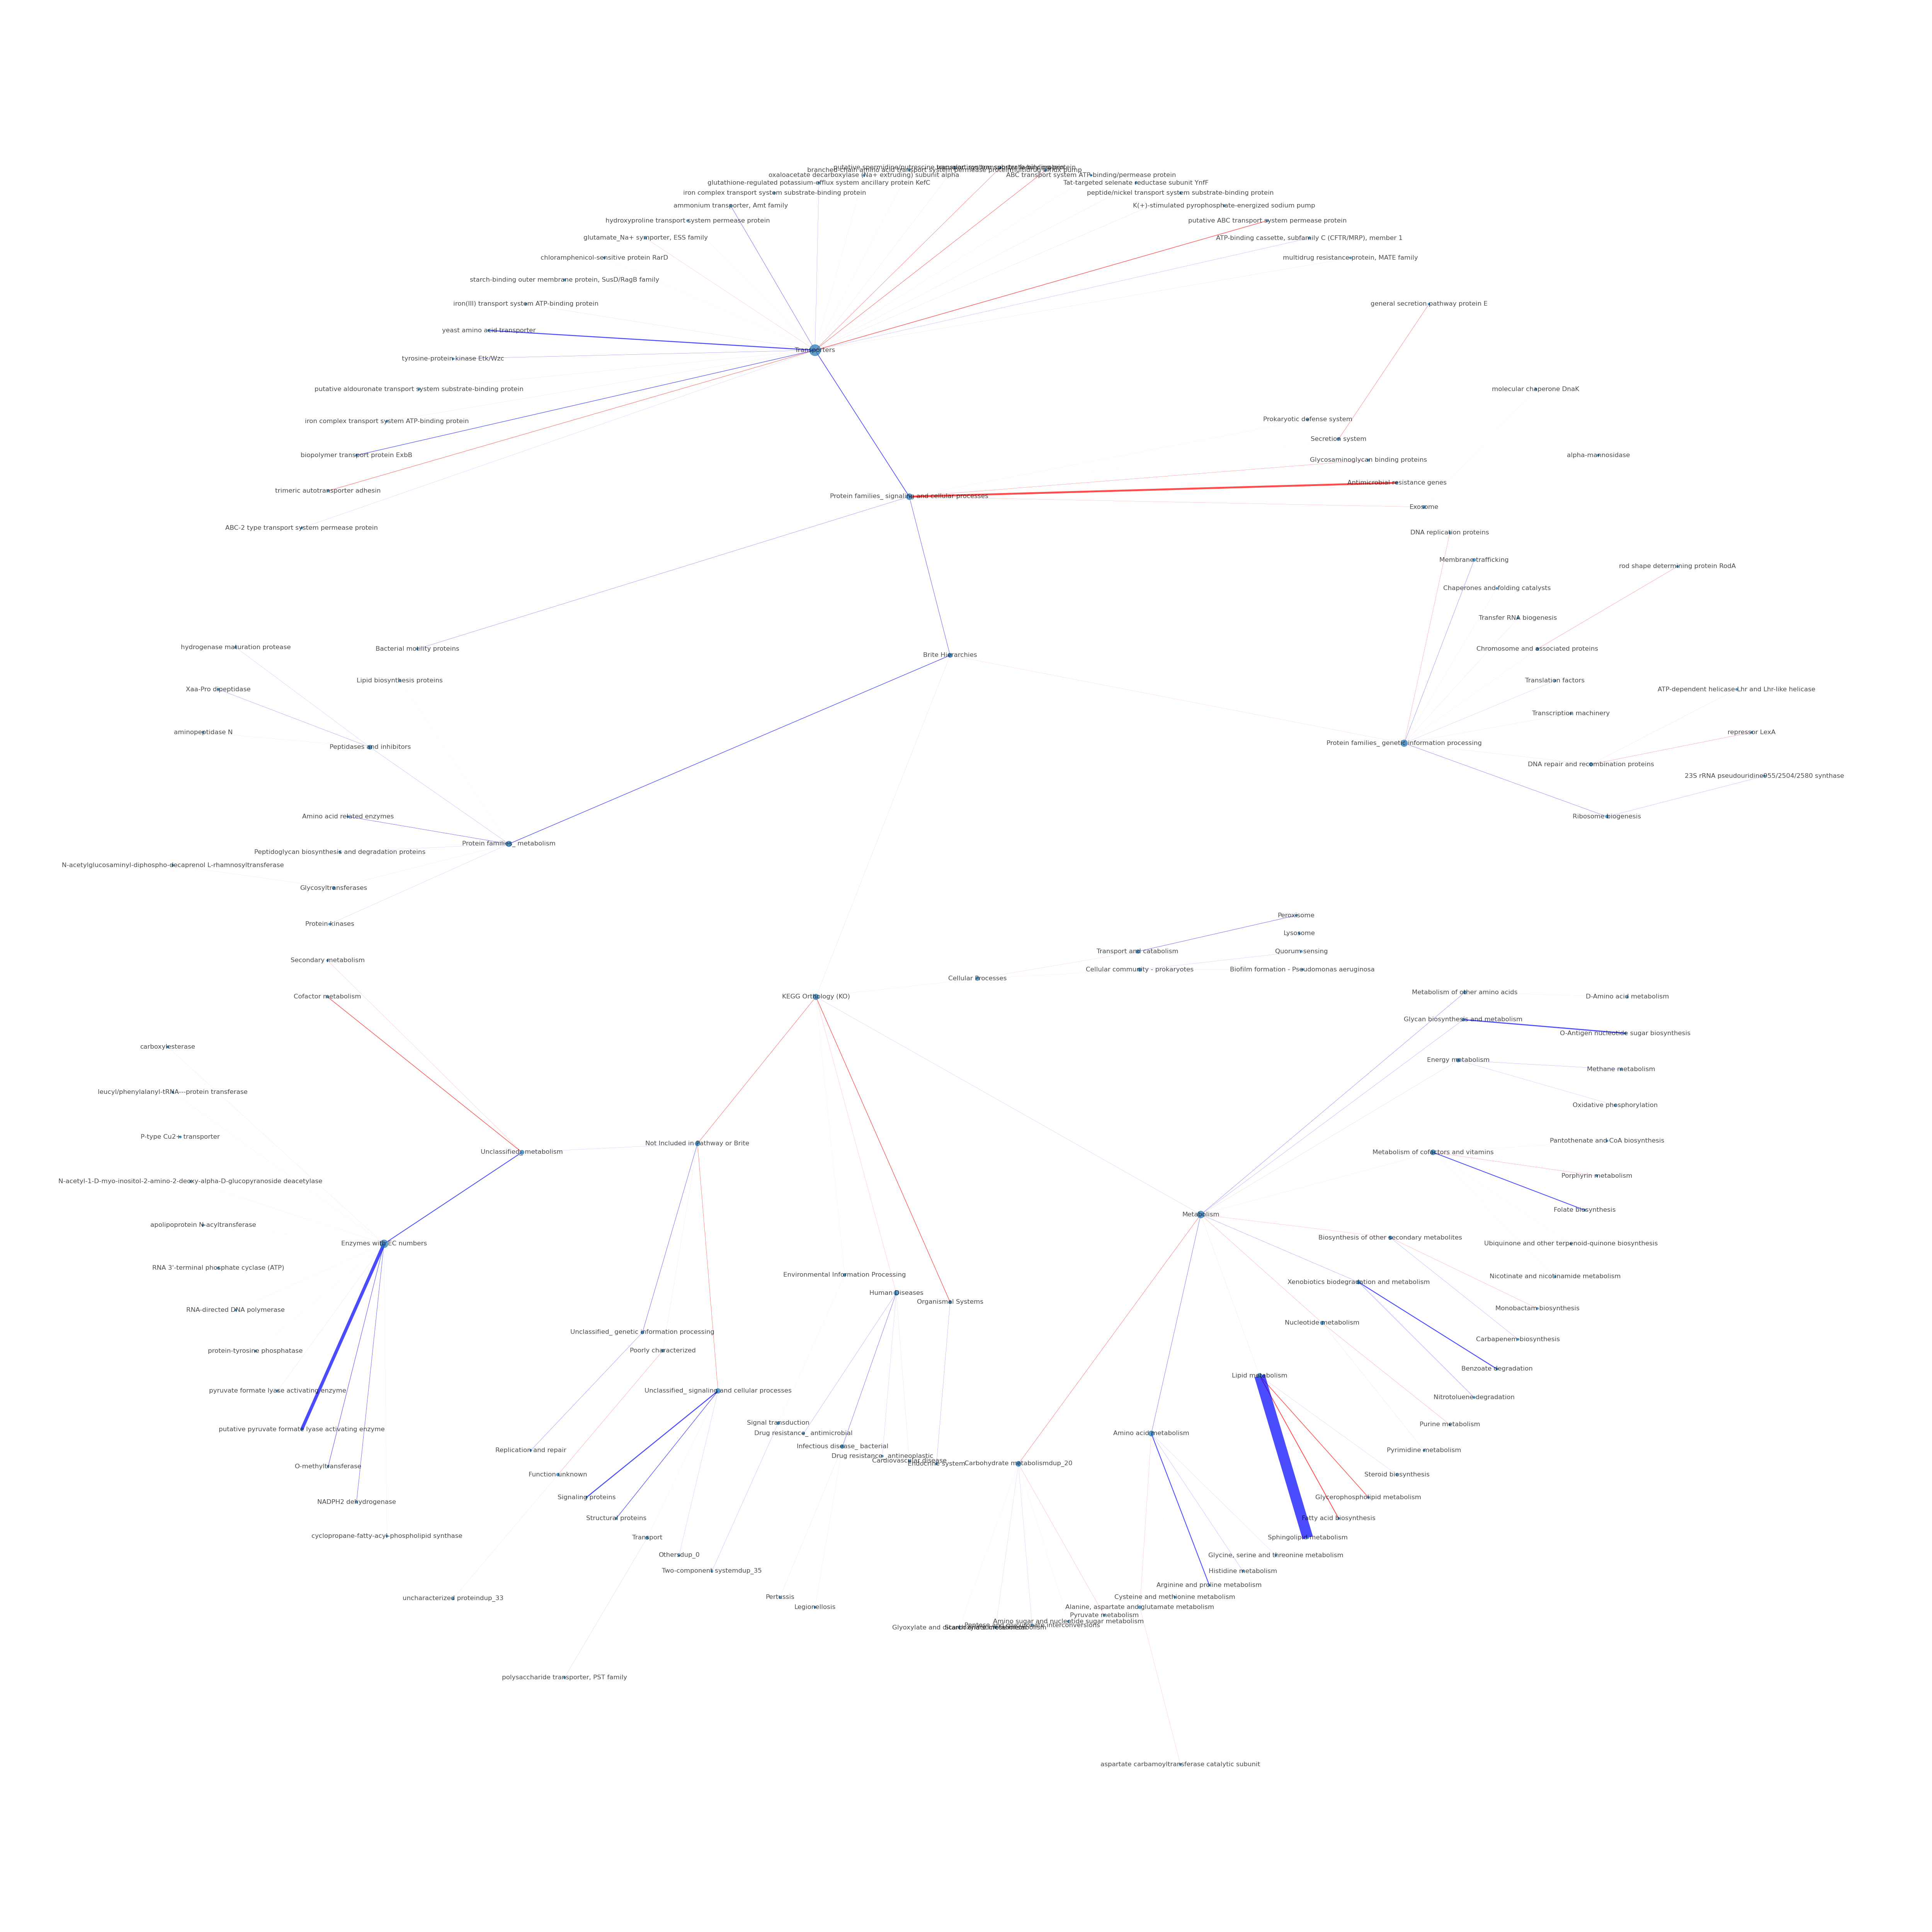 putative spermidine/putrescine transport system substrate-binding protein
branched-chain amino acid transport system permease protein
multidrug efflux pump
oxaloacetate decarboxylase (Na+ extruding) subunit alpha
ABC transport system ATP-binding/permease protein
glutathione-regulated potassium-efflux system ancillary protein KefC
Tat-targeted selenate reductase subunit YnfF
iron complex transport system substrate-binding protein
peptide/nickel transport system substrate-binding protein
ammonium transporter, Amt family
K(+)-stimulated pyrophosphate-energized sodium pump
hydroxyproline transport system permease protein
putative ABC transport system permease protein
glutamate_Na+ symporter, ESS family
ATP-binding cassette, subfamily C (CFTR/MRP), member 1
chloramphenicol-sensitive protein RarD
multidrug resistance protein, MATE family
starch-binding outer membrane protein, SusD/RagB family
iron(III) transport system ATP-binding protein
general secretion pathway protein E
yeast amino acid transporter
Transporters
tyrosine-protein kinase Etk/Wzc
putative aldouronate transport system substrate-binding protein
molecular chaperone DnaK
iron complex transport system ATP-binding protein
Prokaryotic defense system
Secretion system
biopolymer transport protein ExbB
alpha-mannosidase
Glycosaminoglycan binding proteins
Antimicrobial resistance genes
trimeric autotransporter adhesin
Protein families_ signaling and cellular processes
Exosome
ABC-2 type transport system permease protein
DNA replication proteins
Membrane trafficking
rod shape determining protein RodA
Chaperones and folding catalysts
Transfer RNA biogenesis
hydrogenase maturation protease
Bacterial motility proteins
Chromosome and associated proteins
Brite Hierarchies
Lipid biosynthesis proteins
Translation factors
Xaa-Pro dipeptidase
ATP-dependent helicase Lhr and Lhr-like helicase
Transcription machinery
aminopeptidase N
repressor LexA
Peptidases and inhibitors
Protein families_ genetic information processing
DNA repair and recombination proteins
23S rRNA pseudouridine955/2504/2580 synthase
Amino acid related enzymes
Ribosome biogenesis
Protein families_ metabolism
Peptidoglycan biosynthesis and degradation proteins
N-acetylglucosaminyl-diphospho-decaprenol L-rhamnosyltransferase
Glycosyltransferases
Protein kinases
Peroxisome
Lysosome
Transport and catabolism
Quorum sensing
Secondary metabolism
Cellular community - prokaryotes
Biofilm formation - Pseudomonas aeruginosa
Cellular Processes
Metabolism of other amino acids
Cofactor metabolism
KEGG Orthology (KO)
D-Amino acid metabolism
Glycan biosynthesis and metabolism
O-Antigen nucleotide sugar biosynthesis
carboxylesterase
Energy metabolism
Methane metabolism
leucyl/phenylalanyl-tRNA---protein transferase
Oxidative phosphorylation
P-type Cu2+ transporter
Not Included in Pathway or Brite
Pantothenate and CoA biosynthesis
Unclassified_ metabolism
Metabolism of cofactors and vitamins
Porphyrin metabolism
N-acetyl-1-D-myo-inositol-2-amino-2-deoxy-alpha-D-glucopyranoside deacetylase
Folate biosynthesis
Metabolism
apolipoprotein N-acyltransferase
Biosynthesis of other secondary metabolites
Enzymes with EC numbers
Ubiquinone and other terpenoid-quinone biosynthesis
RNA 3'-terminal phosphate cyclase (ATP)
Environmental Information Processing
Nicotinate and nicotinamide metabolism
Xenobiotics biodegradation and metabolism
Human Diseases
Organismal Systems
RNA-directed DNA polymerase
Monobactam biosynthesis
Nucleotide metabolism
Unclassified_ genetic information processing
Carbapenem biosynthesis
protein-tyrosine phosphatase
Poorly characterized
Benzoate degradation
Lipid metabolism
pyruvate formate lyase activating enzyme
Unclassified_ signaling and cellular processes
Nitrotoluene degradation
Signal transduction
Purine metabolism
putative pyruvate formate lyase activating enzyme
Drug resistance_ antimicrobial
Amino acid metabolism
Infectious disease_ bacterial
Replication and repair
Pyrimidine metabolism
Drug resistance_ antineoplastic
Cardiovascular disease
Endocrine system
Carbohydrate metabolismdup_20
O-methyltransferase
Function unknown
Steroid biosynthesis
Signaling proteins
Glycerophospholipid metabolism
NADPH2 dehydrogenase
Structural proteins
Fatty acid biosynthesis
cyclopropane-fatty-acyl-phospholipid synthase
Transport
Sphingolipid metabolism
Othersdup_0
Glycine, serine and threonine metabolism
Two-component systemdup_35
Histidine metabolism
Arginine and proline metabolism
uncharacterized proteindup_33
Pertussis
Cysteine and methionine metabolism
Legionellosis
Alanine, aspartate and glutamate metabolism
Pyruvate metabolism
Amino sugar and nucleotide sugar metabolism
Pentose and glucuronate interconversions
Glyoxylate and dicarboxylate metabolism
Starch and sucrose metabolism
polysaccharide transporter, PST family
aspartate carbamoyltransferase catalytic subunit